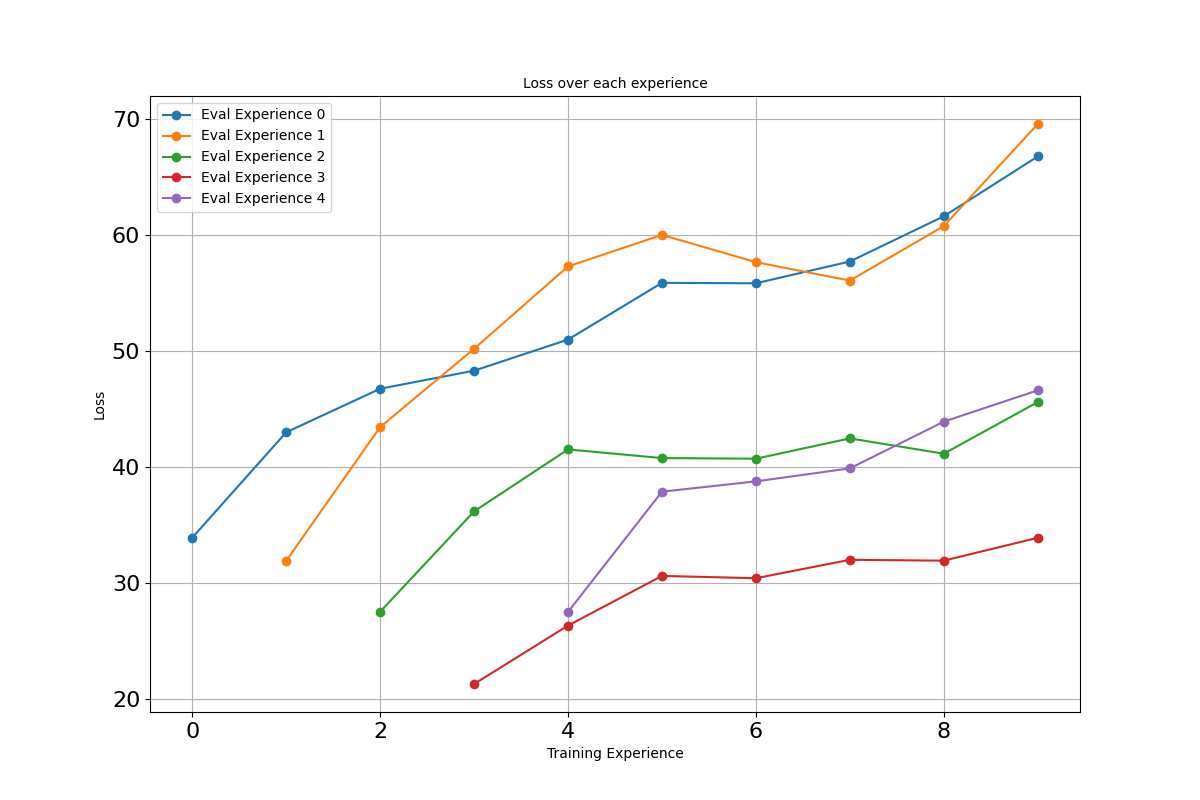 Loss over each experience
Eval Experience 0
Eval Experience 1
Eval Experience 2
Eval Experience 3
Eval Experience 4
70
60
50
40
30
20
Loss
0 2 4 6 8
Training Experience